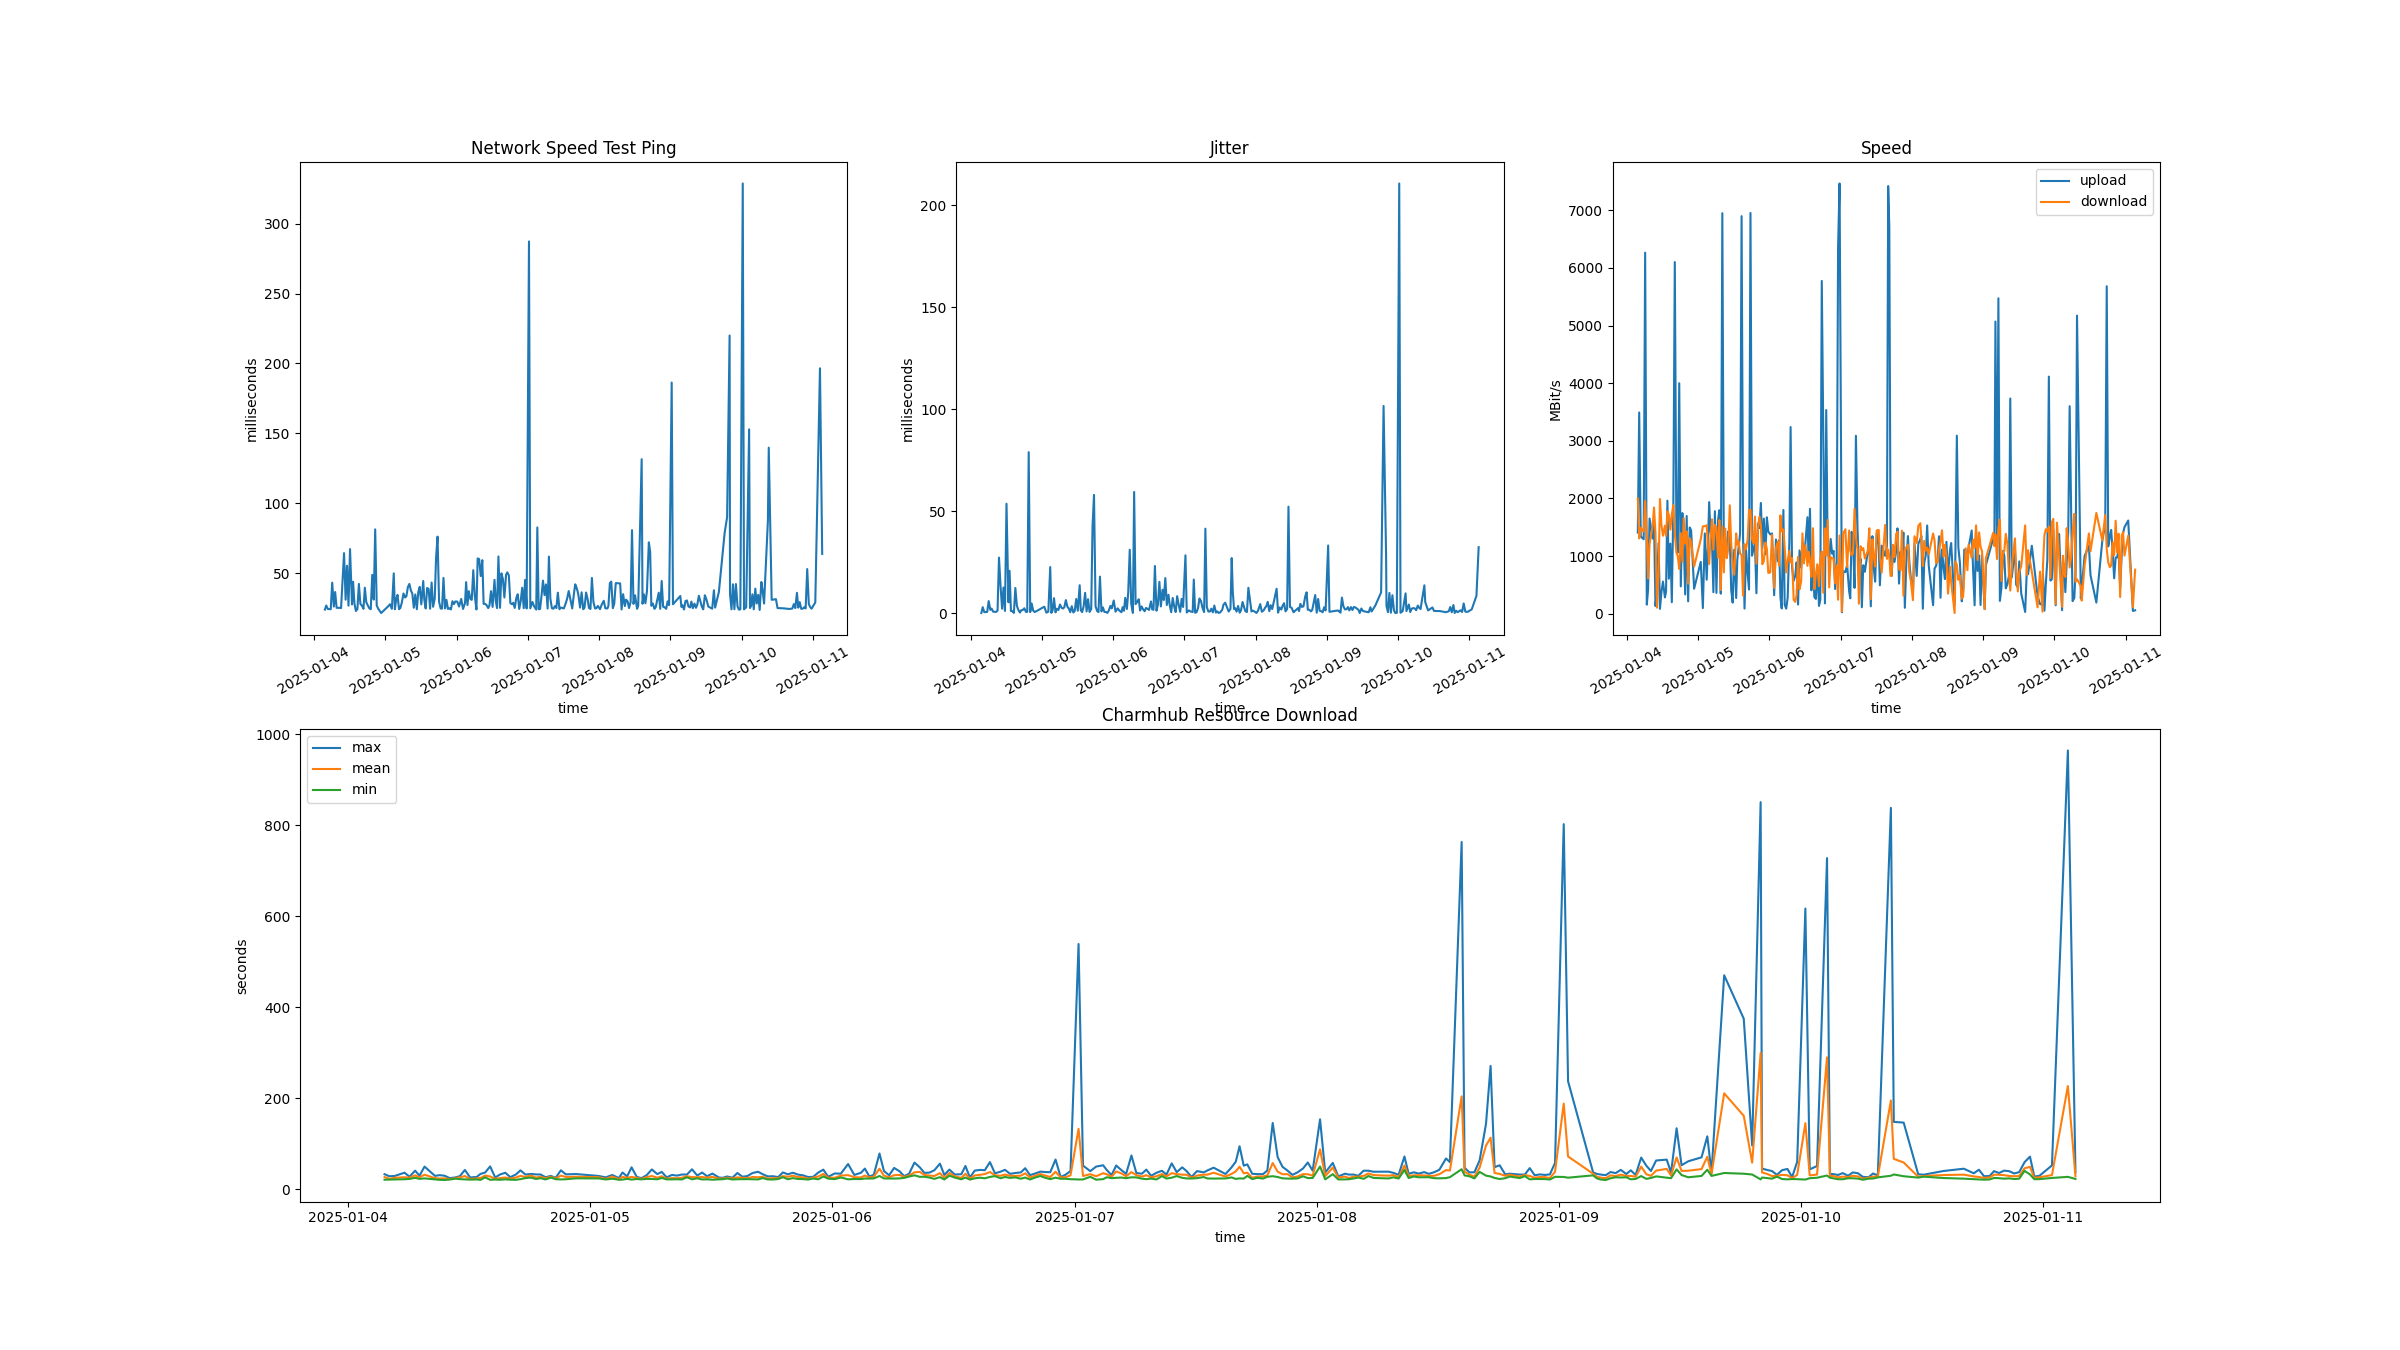 Network Speed Test Ping
milliseconds
300
250
200
150
100
50
2025-01-04 2025-01-05 2025-01-06 2025-01-07 2025-01-08 2025-01-09 2025-01-10 2025-01-11
time
Jitter
milliseconds
200
150
100
50
0
2025-01-04 2025-01-05 2025-01-06 2025-01-07 2025-01-08 2025-01-09 2025-01-10 2025-01-11
time
Speed
upload
download
MBit/s
7000
6000
5000
4000
3000
2000
1000
0
2025-01-04 2025-01-05 2025-01-06 2025-01-07 2025-01-08 2025-01-09 2025-01-10 2025-01-11
time
Charmhub Resource Download
max
mean
min
seconds
1000
800
600
400
200
0
2025-01-04 2025-01-05 2025-01-06 2025-01-07 2025-01-08 2025-01-09 2025-01-10 2025-01-11
time